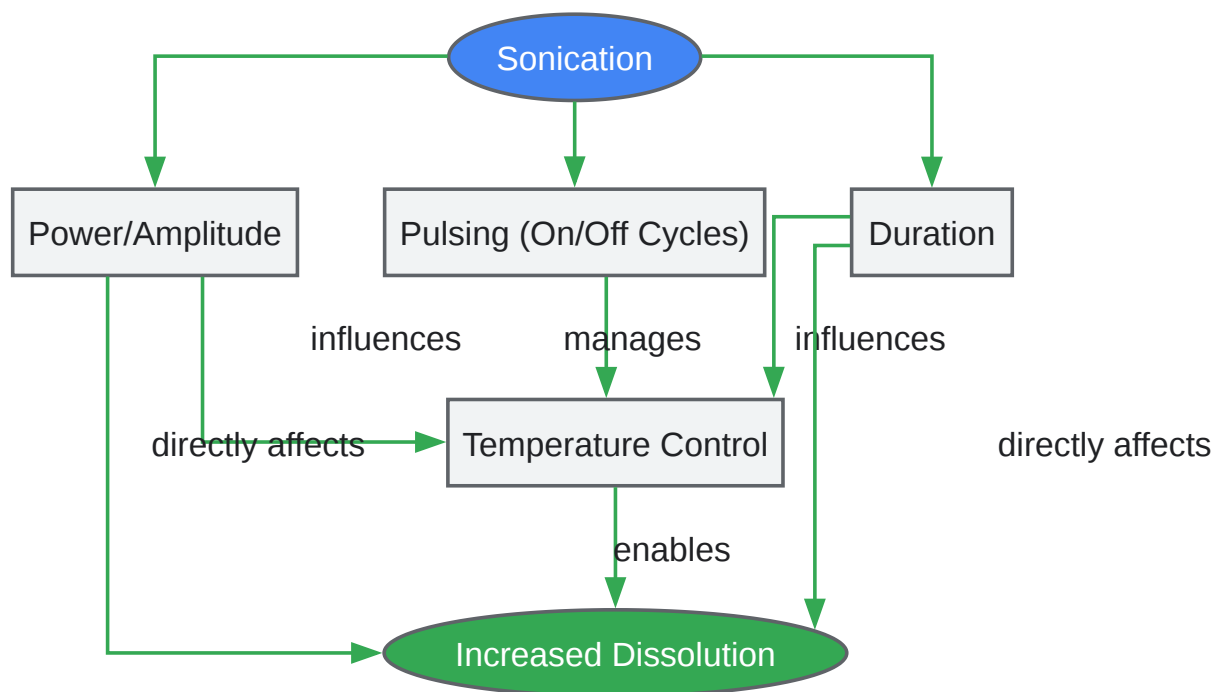 Sonication
Power/Amplitude
Pulsing (On/Off Cycles)
Duration
influences
manages
influences
directly affects
Temperature Control
directly affects
enables
Increased Dissolution